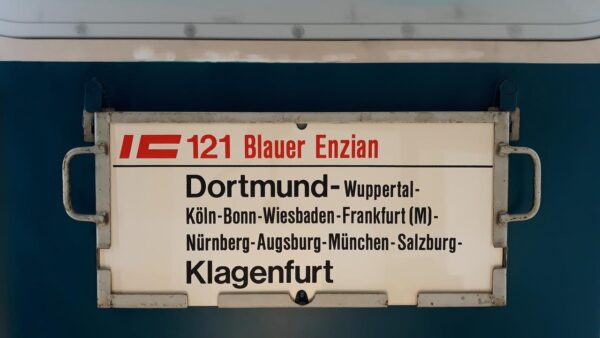 IC 121 Blauer Enzian
Dortmund-Wuppertal-
Köln-Bonn-Wiesbaden-Frankfurt (M)-
Nürnberg-Augsburg-München-Salzburg-
Klagenfurt